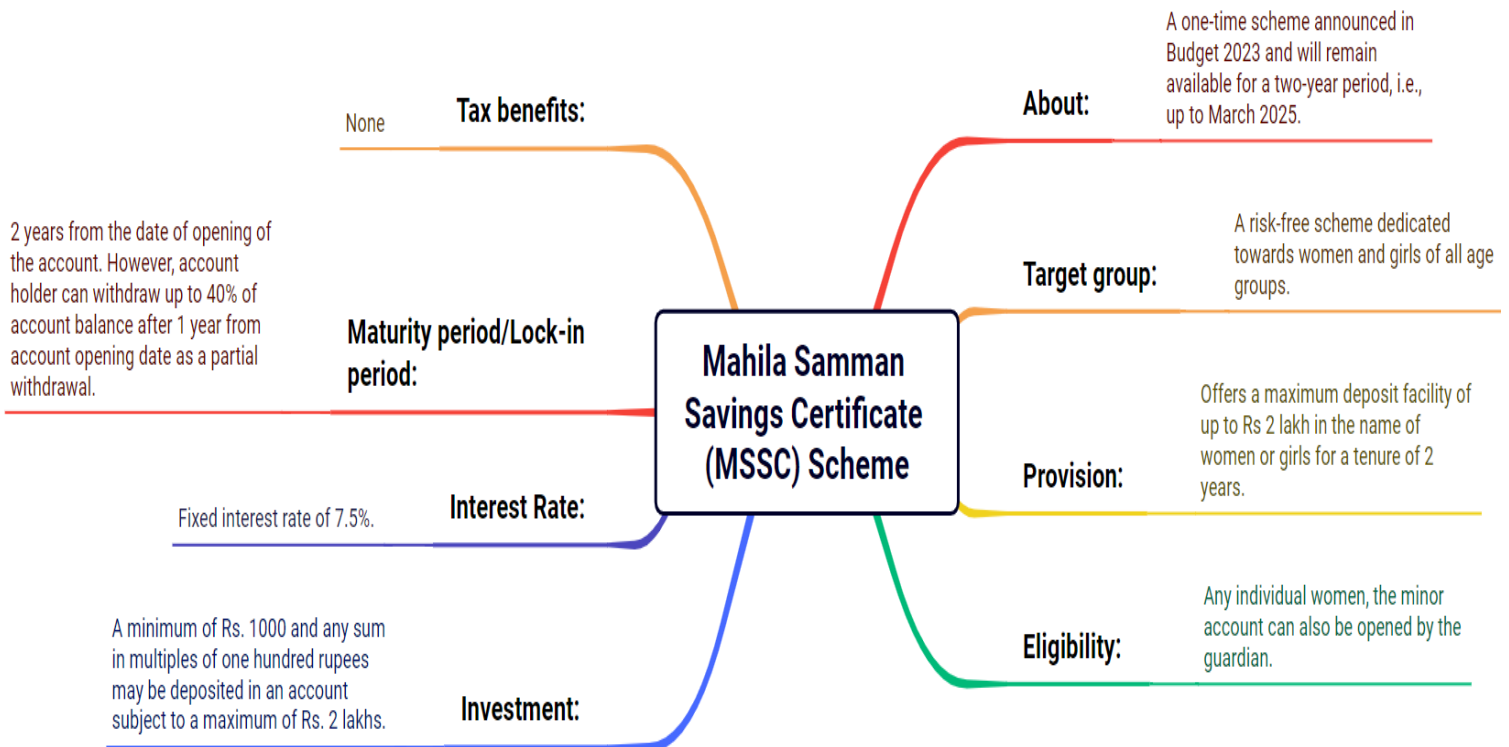 Mahila Samman
Savings Certificate
(MSSC) Scheme
About:
A one-time scheme announced in
Budget 2023 and will remain
available for a two-year period, i.e.,
up to March 2025.
Target group:
A risk-free scheme dedicated
towards women and girls of all age
groups.
Provision:
Offers a maximum deposit facility of
up to Rs 2 lakh in the name of
women or girls for a tenure of 2
years.
Eligibility:
Any individual women, the minor
account can also be opened by the
guardian.
Tax benefits:
None
Maturity period/Lock-in
period:
2 years from the date of opening of
the account. However, account
holder can withdraw up to 40% of
account balance after 1 year from
account opening date as a partial
withdrawal.
Interest Rate:
Fixed interest rate of 7.5%.
Investment:
A minimum of Rs. 1000 and any sum
in multiples of one hundred rupees
may be deposited in an account
subject to a maximum of Rs. 2 lakhs.